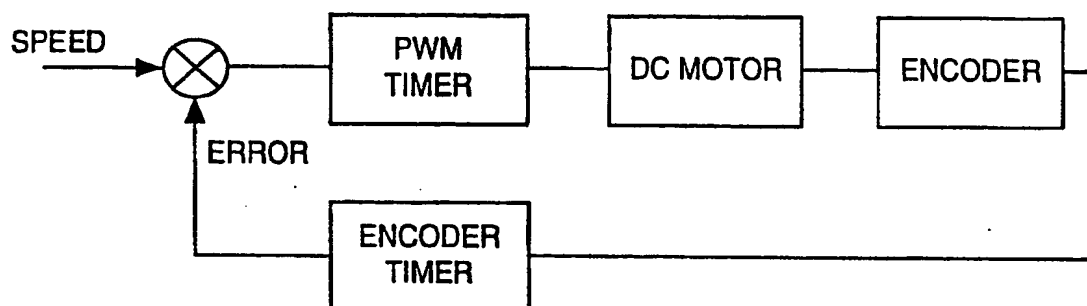 SPEED
PWM
TIMER
DC MOTOR
ENCODER
ERROR
ENCODER
TIMER